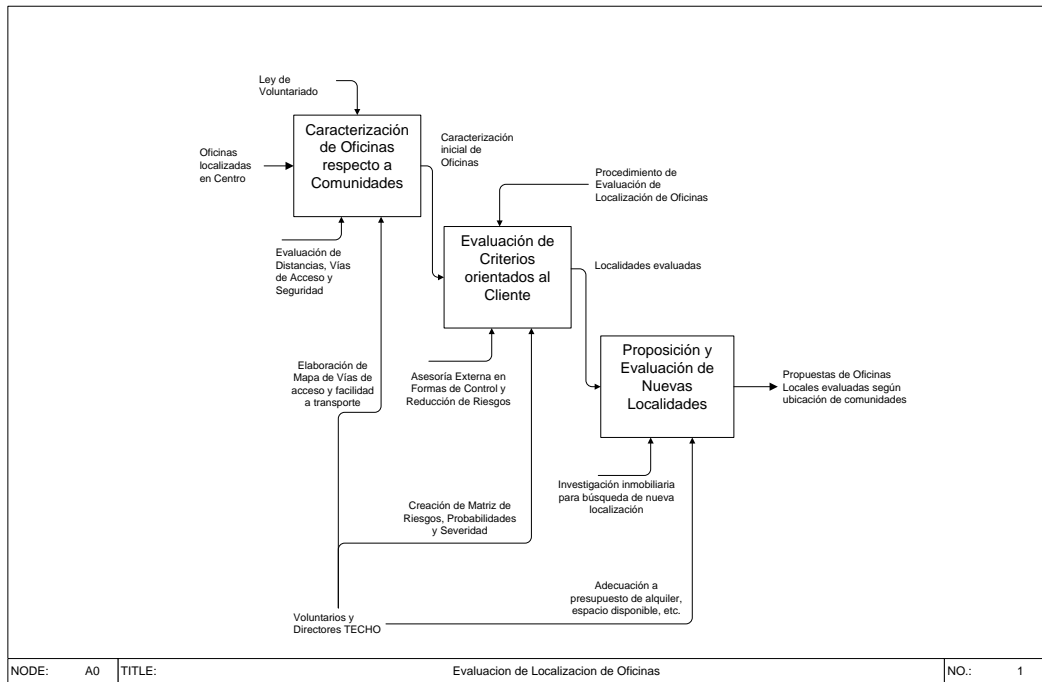 Ley de
Voluntariado
Caracterización
de Oficinas
respecto a
Comunidades
Oficinas
localizadas
en Centro
Caracterización
inicial de
Oficinas
Procedimiento de
Evaluación de
Localización de Oficinas
Evaluación de
Distancias, Vías
de Acceso y
Seguridad
Evaluación de
Criterios
orientados al
Cliente
Localidades evaluadas
Elaboración de
Mapa de Vías de
acceso y facilidad
a transporte
Asesoría Externa en
Formas de Control y
Reducción de Riesgos
Proposición y
Evaluación de
Nuevas
Localidades
Propuestas de Oficinas
Locales evaluadas según
ubicación de comunidades
Investigación inmobiliaria
para búsqueda de nueva
localización
Creación de Matriz de
Riesgos, Probabilidades
y Severidad
Adecuación a
presupuesto de alquiler,
espacio disponible, etc.
Voluntarios y
Directores TECHO
NODE: A0 TITLE: Evaluacion de Localizacion de Oficinas NO.: 1